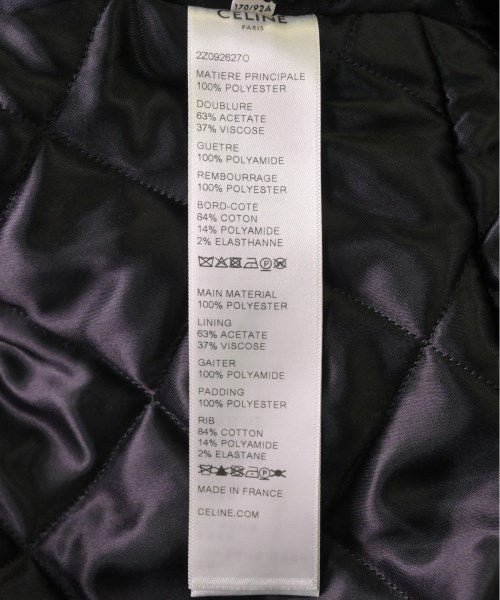 170/92A
CELINE
PARIS
2Z092627O
MATIERE PRINCIPALE
100% POLYESTER
DOUBLURE
63% ACETATE
37% VISCOSE
GUETRE
100% POLYAMIDE
REMBOURRAGE
100% POLYESTER
BORD-COTE
84% COTON
14% POLYAMIDE
2% ELASTHANNE
MAIN MATERIAL
100% POLYESTER
LINING
63% ACETATE
37% VISCOSE
GAITER
100% POLYAMIDE
PADDING
100% POLYESTER
RIB
84% COTTON
14% POLYAMIDE
2% ELASTANE
MADE IN FRANCE
CELINE.COM